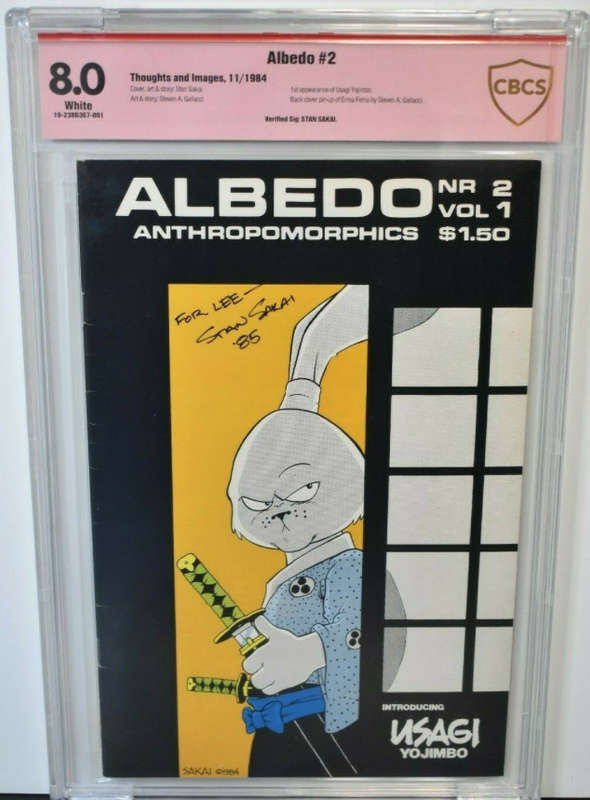 Albedo #2
8.0
White
19-238B367-001
Thoughts and Images, 11/1984
Cover, art & story: Stan Sakai
Art & story: Steven A. Gallacci
1st appearance of Usagi Yojimbo.
Back cover pin-up of Erma Felna by Steven A. Gallacci.
Verified Sig: STAN SAKAI.
CBCS
ALBEDO NR 2
VOL 1
ANTHROPOMORPHICS $1.50
FOR LEE—
STAN SAKAI
'85
INTRODUCING
USAGI
YOJIMBO
SAKAI ©1984